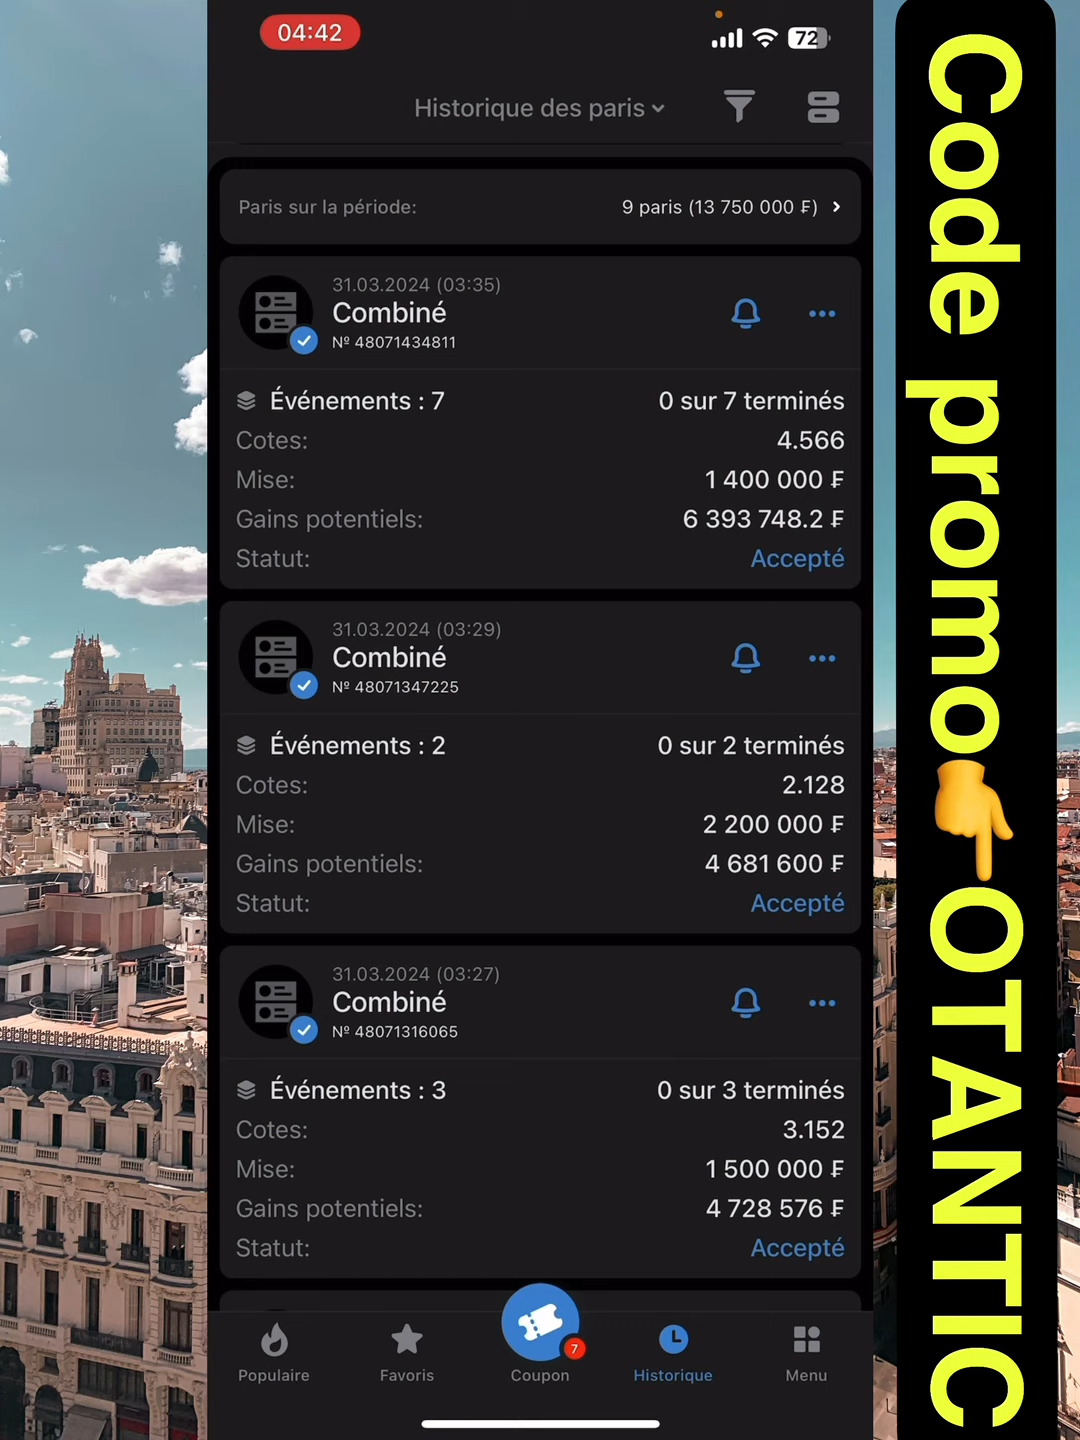 04:42
72
Historique des paris
Paris sur la période:
9 paris (13 750 000 ₣)
31.03.2024 (03:35)
Combiné
Nº 48071434811
Événements : 7
0 sur 7 terminés
Cotes:
4.566
Mise:
1 400 000 ₣
Gains potentiels:
6 393 748.2 ₣
Statut:
Accepté
31.03.2024 (03:29)
Combiné
Nº 48071347225
Événements : 2
0 sur 2 terminés
Cotes:
2.128
Mise:
2 200 000 ₣
Gains potentiels:
4 681 600 ₣
Statut:
Accepté
31.03.2024 (03:27)
Combiné
Nº 48071316065
Événements : 3
0 sur 3 terminés
Cotes:
3.152
Mise:
1 500 000 ₣
Gains potentiels:
4 728 576 ₣
Statut:
Accepté
7
Populaire
Favoris
Coupon
Historique
Menu
Code promo👉OTANTIC